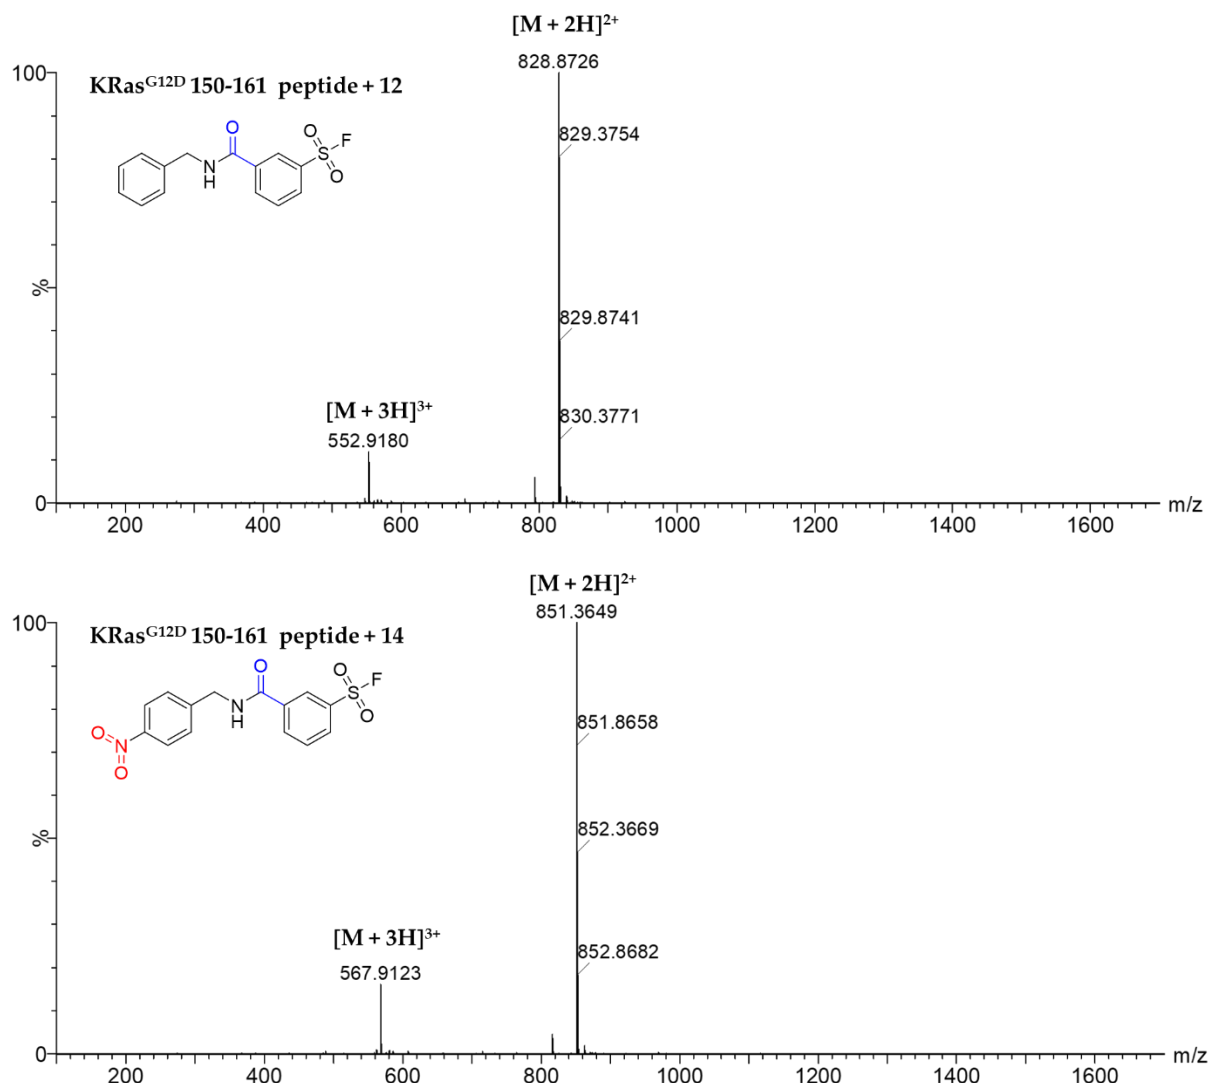 [M + 2H]2+
828.8726
100
KRasG12D 150-161 peptide + 12
O
O
F
S
N
H
O
829.3754
%
829.8741
[M + 3H]3+
552.9180
830.3771
0
200 400 600 800 1000 1200 1400 1600 m/z
[M + 2H]2+
851.3649
100
KRasG12D 150-161 peptide + 14
O
O
F
S
N
H
O
O
N
O
851.8658
%
852.3669
[M + 3H]3+
567.9123
852.8682
0
200 400 600 800 1000 1200 1400 1600 m/z